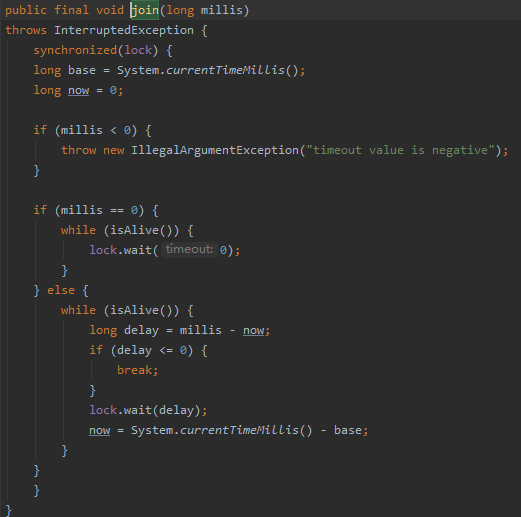 public final void join(long millis)
throws InterruptedException {
    synchronized(lock) {
    long base = System.currentTimeMillis();
    long now = 0;

    if (millis < 0) {
        throw new IllegalArgumentException("timeout value is negative");
    }

    if (millis == 0) {
        while (isAlive()) {
            lock.wait( timeout: 0);
        }
    } else {
        while (isAlive()) {
            long delay = millis - now;
            if (delay <= 0) {
                break;
            }
            lock.wait(delay);
            now = System.currentTimeMillis() - base;
        }
    }
    }
}